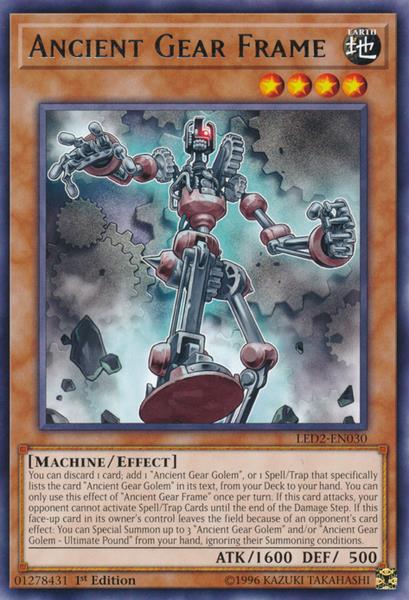 ANCIENT GEAR FRAME
EARTH
地
LED2-EN030
[MACHINE/EFFECT]
You can discard 1 card; add 1 "Ancient Gear Golem", or 1 Spell/Trap that specifically
lists the card "Ancient Gear Golem" in its text, from your Deck to your hand. You can
only use this effect of "Ancient Gear Frame" once per turn. If this card attacks, your
opponent cannot activate Spell/Trap Cards until the end of the Damage Step. If this
face-up card in its owner's control leaves the field because of an opponent's card
effect: You can Special Summon up to 3 "Ancient Gear Golem" and/or "Ancient Gear
Golem - Ultimate Pound" from your hand, ignoring their Summoning conditions.
ATK/1600 DEF/ 500
01278431 1st Edition ©1996 KAZUKI TAKAHASHI